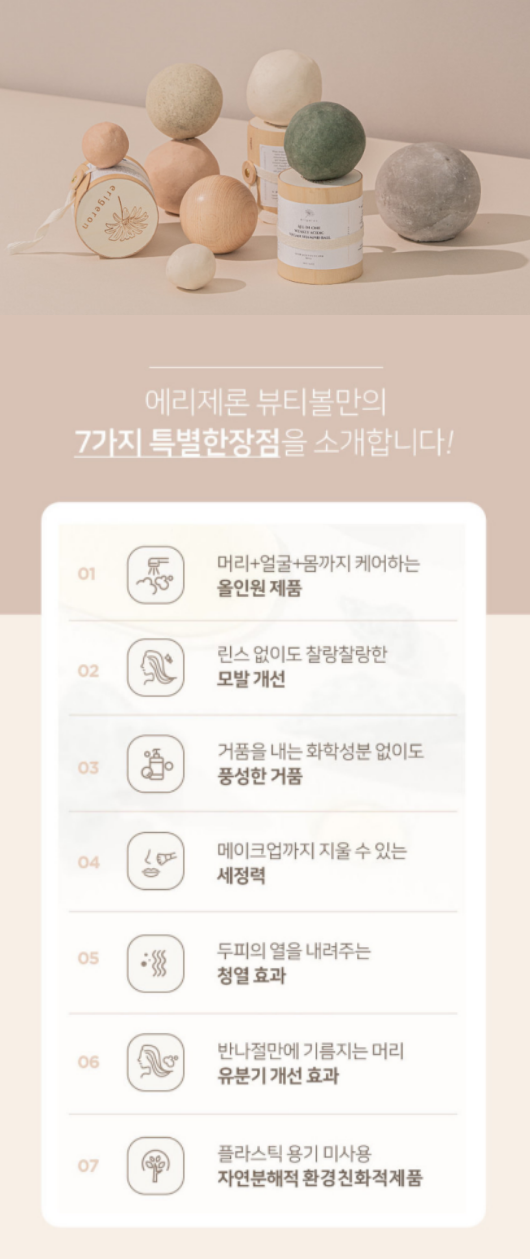 erigeron
에리제론 뷰티볼만의
7가지 특별한장점을 소개합니다!
01
머리+얼굴+몸까지 케어하는
올인원 제품
02
린스 없이도 찰랑찰랑한
모발 개선
03
거품을 내는 화학성분 없이도
풍성한 거품
04
메이크업까지 지울 수 있는
세정력
05
두피의 열을 내려주는
청열 효과
06
반나절만에 기름지는 머리
유분기 개선 효과
07
플라스틱 용기 미사용
자연분해적 환경친화적제품